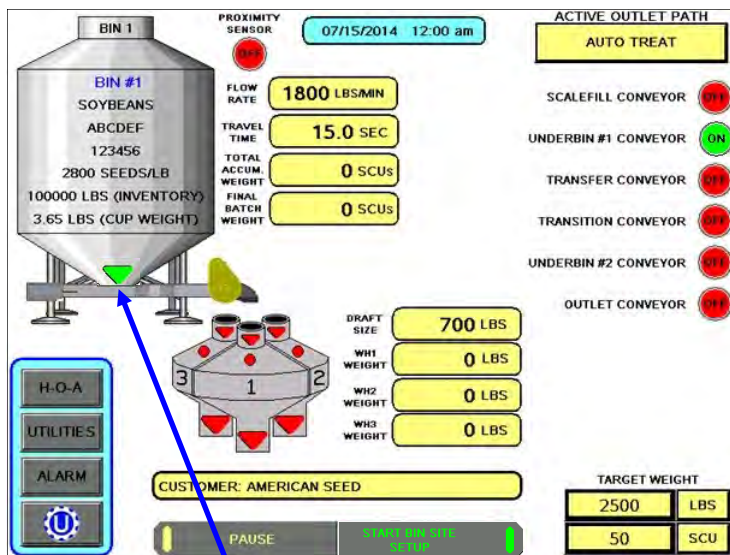 BIN 1
BIN #1
SOYBEANS
ABCDEF
123456
2800 SEEDS/LB
100000 LBS (INVENTORY)
3.65 LBS (CUP WEIGHT)
PROXIMITY
SENSOR
OFF
07/15/2014 12:00 am
FLOW
RATE
1800 LBS/MIN
TRAVEL
TIME
15.0 SEC
TOTAL
ACCUM.
WEIGHT
0 SCUs
FINAL
BATCH
WEIGHT
0 SCUs
ACTIVE OUTLET PATH
AUTO TREAT
SCALEFILL CONVEYOR OFF
UNDERBIN #1 CONVEYOR ON
TRANSFER CONVEYOR OFF
TRANSITION CONVEYOR OFF
UNDERBIN #2 CONVEYOR OFF
OUTLET CONVEYOR OFF
3 1 2
DRAFT
SIZE
700 LBS
WH1
WEIGHT
0 LBS
WH2
WEIGHT
0 LBS
WH3
WEIGHT
0 LBS
H-O-A
UTILITIES
ALARM
U
CUSTOMER: AMERICAN SEED
PAUSE
START BIN SITE
SETUP
TARGET WEIGHT
2500 LBS
50 SCU